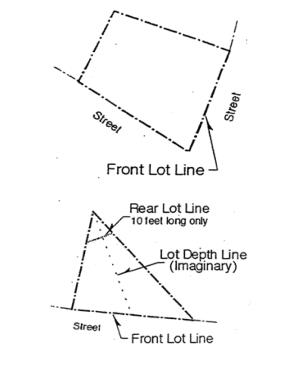 Street
Street
Front Lot Line
Rear Lot Line
10 feet long only
Lot Depth Line
(Imaginary)
Street
Front Lot Line